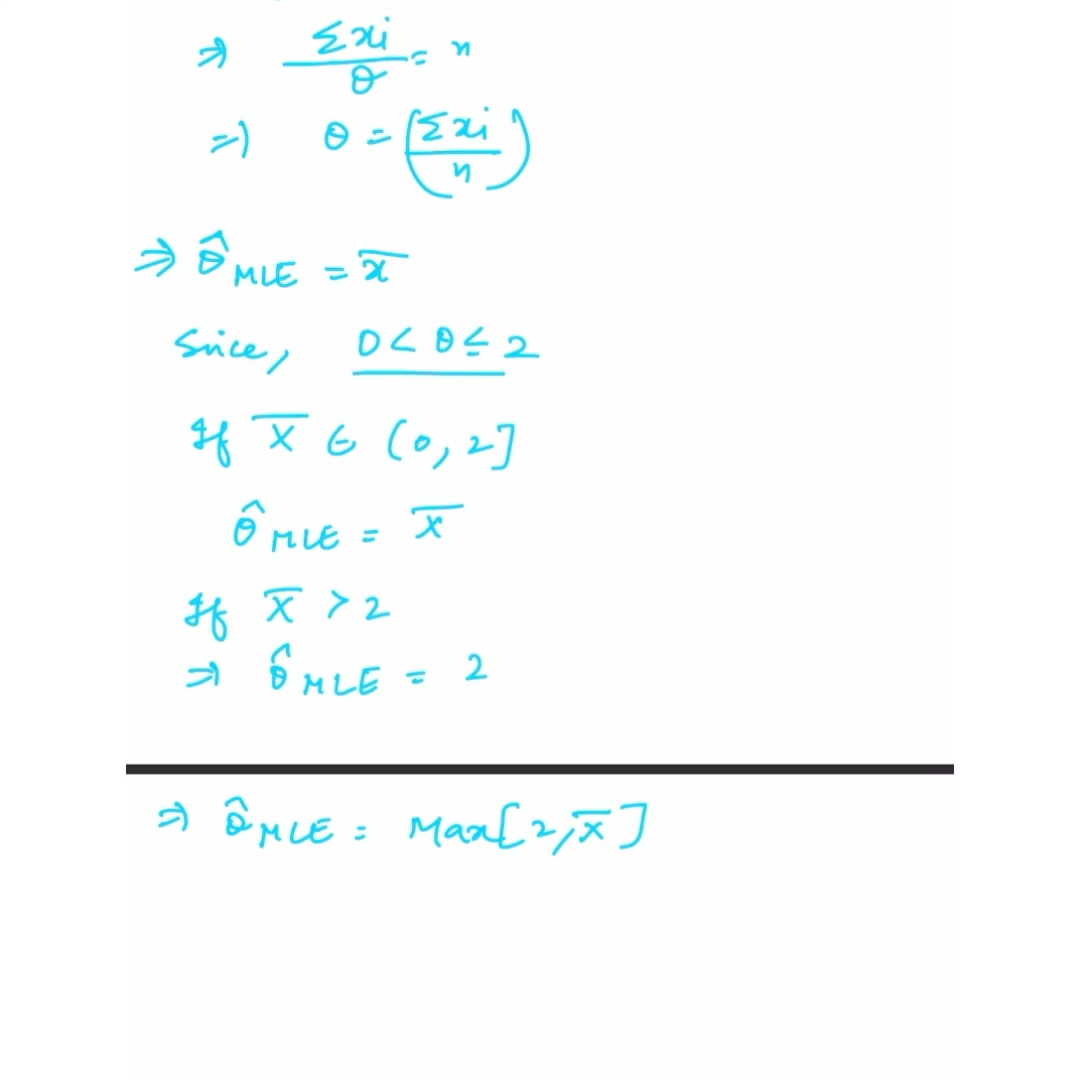 ⇒ Σxi/θ = n
⇒ θ = (Σxi/n)
⇒ θ̂ MLE = x̄
Since, 0 < θ ≤ 2
If X̄ ∈ (0, 2]
θ̂ MLE = X̄
If X̄ > 2
⇒ θ̂ MLE = 2
⇒ θ̂ MLE = Max[2, x̄]